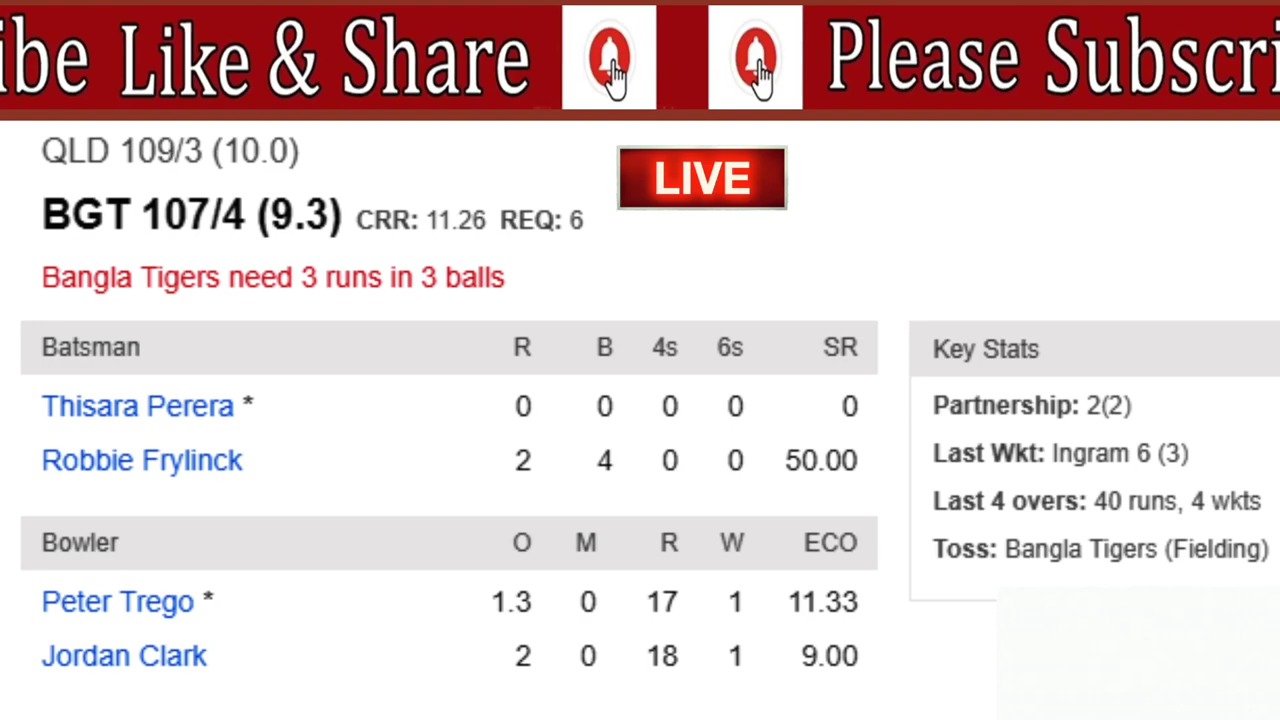 ibe Like & Share Please Subscri
QLD 109/3 (10.0)
LIVE
BGT 107/4 (9.3) CRR: 11.26 REQ: 6
Bangla Tigers need 3 runs in 3 balls
Batsman R B 4s 6s SR
Thisara Perera * 0 0 0 0 0
Robbie Frylinck 2 4 0 0 50.00
Bowler O M R W ECO
Peter Trego * 1.3 0 17 1 11.33
Jordan Clark 2 0 18 1 9.00
Key Stats
Partnership: 2(2)
Last Wkt: Ingram 6 (3)
Last 4 overs: 40 runs, 4 wkts
Toss: Bangla Tigers (Fielding)